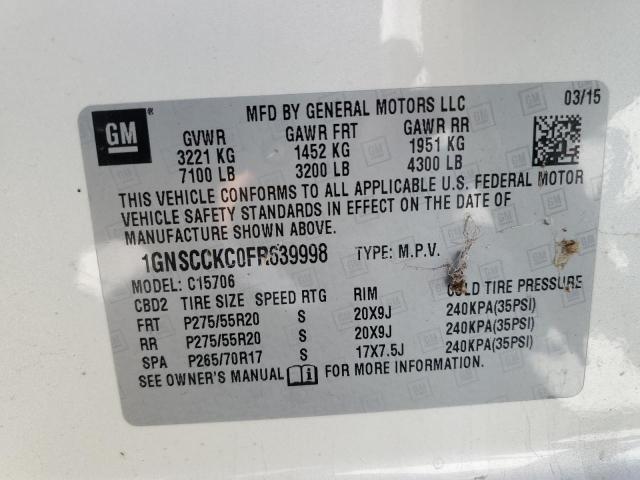 GM
MFD BY GENERAL MOTORS LLC 03/15
GVWR GAWR FRT GAWR RR
3221 KG 1452 KG 1951 KG
7100 LB 3200 LB 4300 LB
THIS VEHICLE CONFORMS TO ALL APPLICABLE U.S. FEDERAL MOTOR
VEHICLE SAFETY STANDARDS IN EFFECT ON THE DATE OF
MANUFACTURE SHOWN ABOVE.
1GNSCCKC0FR639998 TYPE: M.P.V.
MODEL: C15706
CBD2 TIRE SIZE SPEED RTG RIM COLD TIRE PRESSURE
FRT P275/55R20 S 20X9J 240KPA(35PSI)
RR P275/55R20 S 20X9J 240KPA(35PSI)
SPA P265/70R17 S 17X7.5J 240KPA(35PSI)
SEE OWNER'S MANUAL FOR MORE INFORMATION.